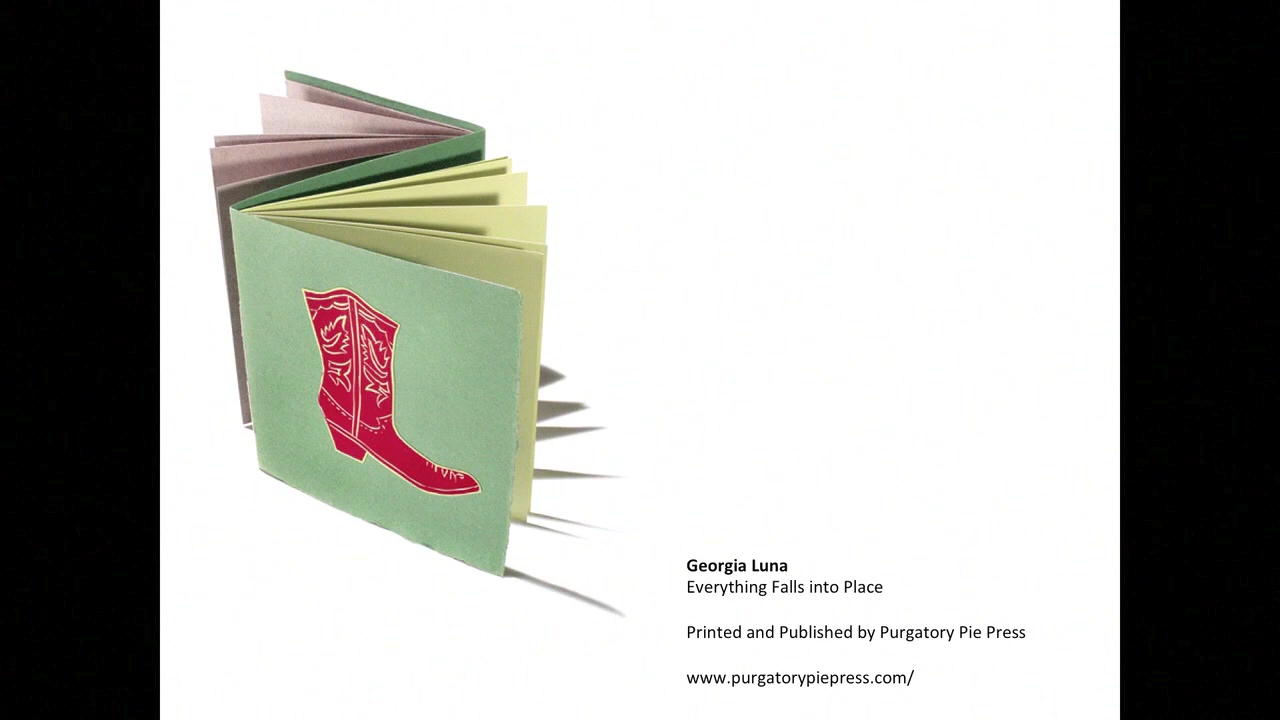 Georgia Luna
Everything Falls into Place
Printed and Published by Purgatory Pie Press
www.purgatorypiepress.com/